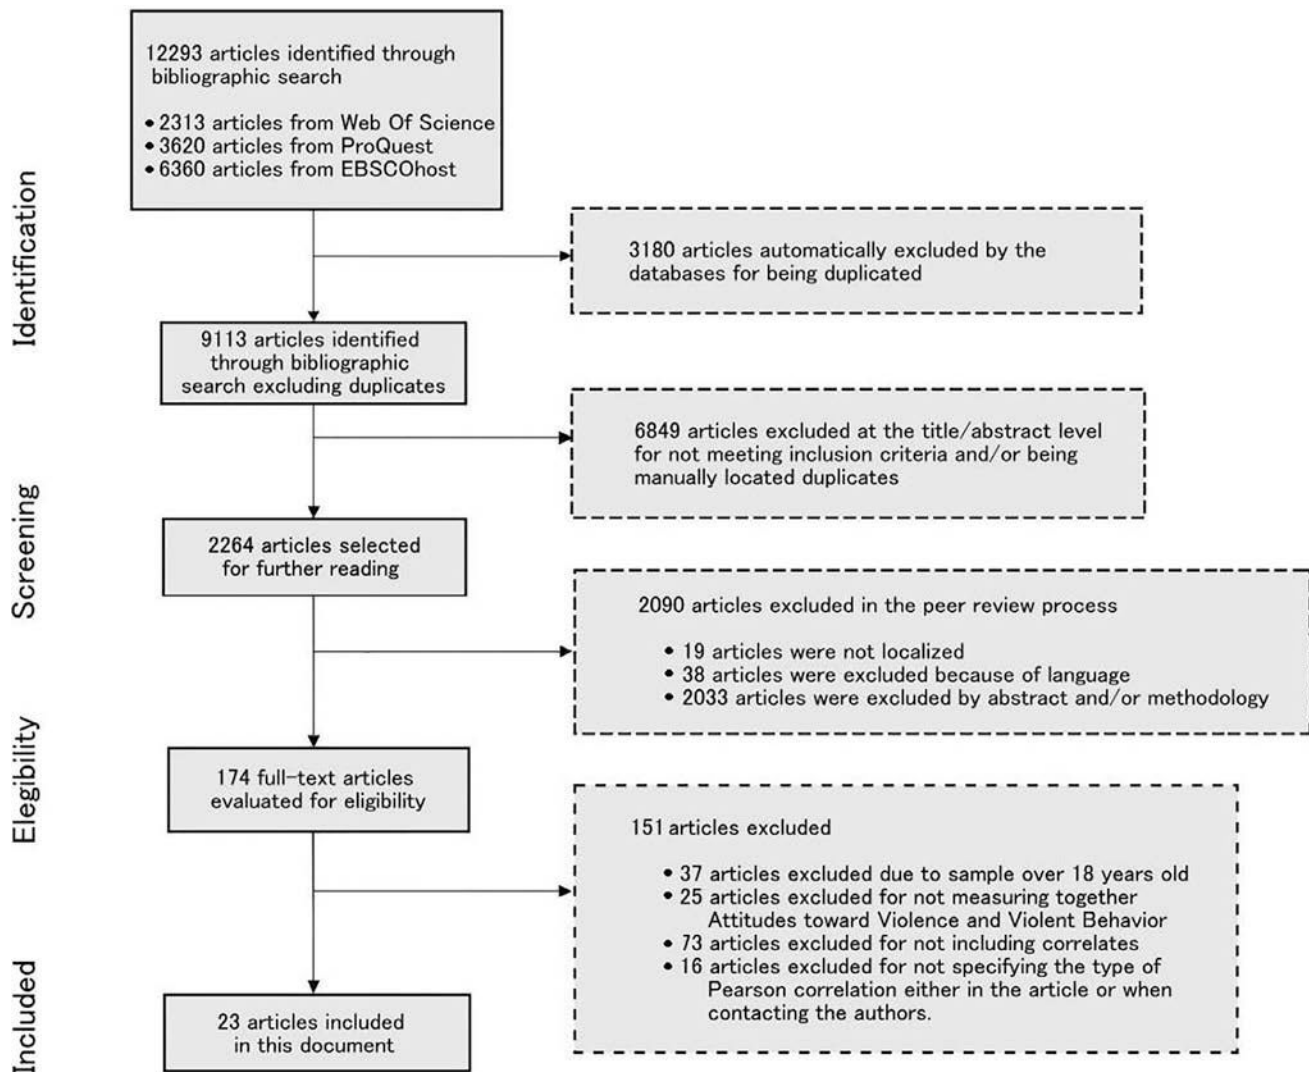 12293 articles identified through
bibliographic search
• 2313 articles from Web Of Science
• 3620 articles from ProQuest
• 6360 articles from EBSCOhost
Identification
3180 articles automatically excluded by the
databases for being duplicated
9113 articles identified
through bibliographic
search excluding duplicates
6849 articles excluded at the title/abstract level
for not meeting inclusion criteria and/or being
manually located duplicates
Screening
2264 articles selected
for further reading
2090 articles excluded in the peer review process
• 19 articles were not localized
• 38 articles were excluded because of language
• 2033 articles were excluded by abstract and/or methodology
Elegibility
174 full-text articles
evaluated for eligibility
151 articles excluded
• 37 articles excluded due to sample over 18 years old
• 25 articles excluded for not measuring together
Attitudes toward Violence and Violent Behavior
• 73 articles excluded for not including correlates
• 16 articles excluded for not specifying the type of
Pearson correlation either in the article or when
contacting the authors.
Included
23 articles included
in this document